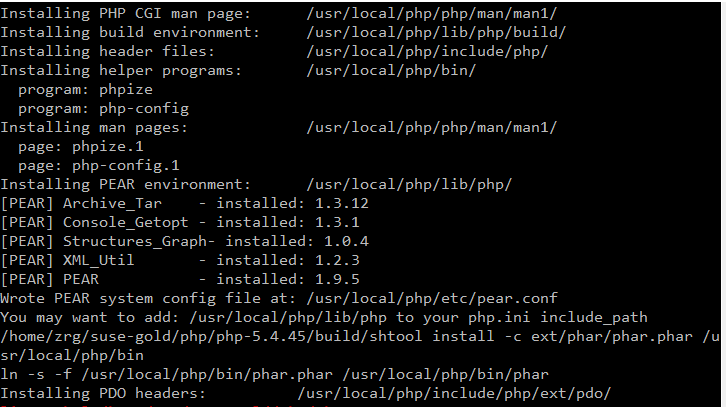 Installing PHP CGI man page:      /usr/local/php/php/man/man1/
Installing build environment:     /usr/local/php/lib/php/build/
Installing header files:          /usr/local/php/include/php/
Installing helper programs:       /usr/local/php/bin/
  program: phpize
  program: php-config
Installing man pages:             /usr/local/php/php/man/man1/
  page: phpize.1
  page: php-config.1
Installing PEAR environment:      /usr/local/php/lib/php/
[PEAR] Archive_Tar    - installed: 1.3.12
[PEAR] Console_Getopt - installed: 1.3.1
[PEAR] Structures_Graph- installed: 1.0.4
[PEAR] XML_Util       - installed: 1.2.3
[PEAR] PEAR           - installed: 1.9.5
Wrote PEAR system config file at: /usr/local/php/etc/pear.conf
You may want to add: /usr/local/php/lib/php to your php.ini include_path
/home/zrg/suse-gold/php/php-5.4.45/build/shtool install -c ext/phar/phar.phar /u
sr/local/php/bin
ln -s -f /usr/local/php/bin/phar.phar /usr/local/php/bin/phar
Installing PDO headers:          /usr/local/php/include/php/ext/pdo/